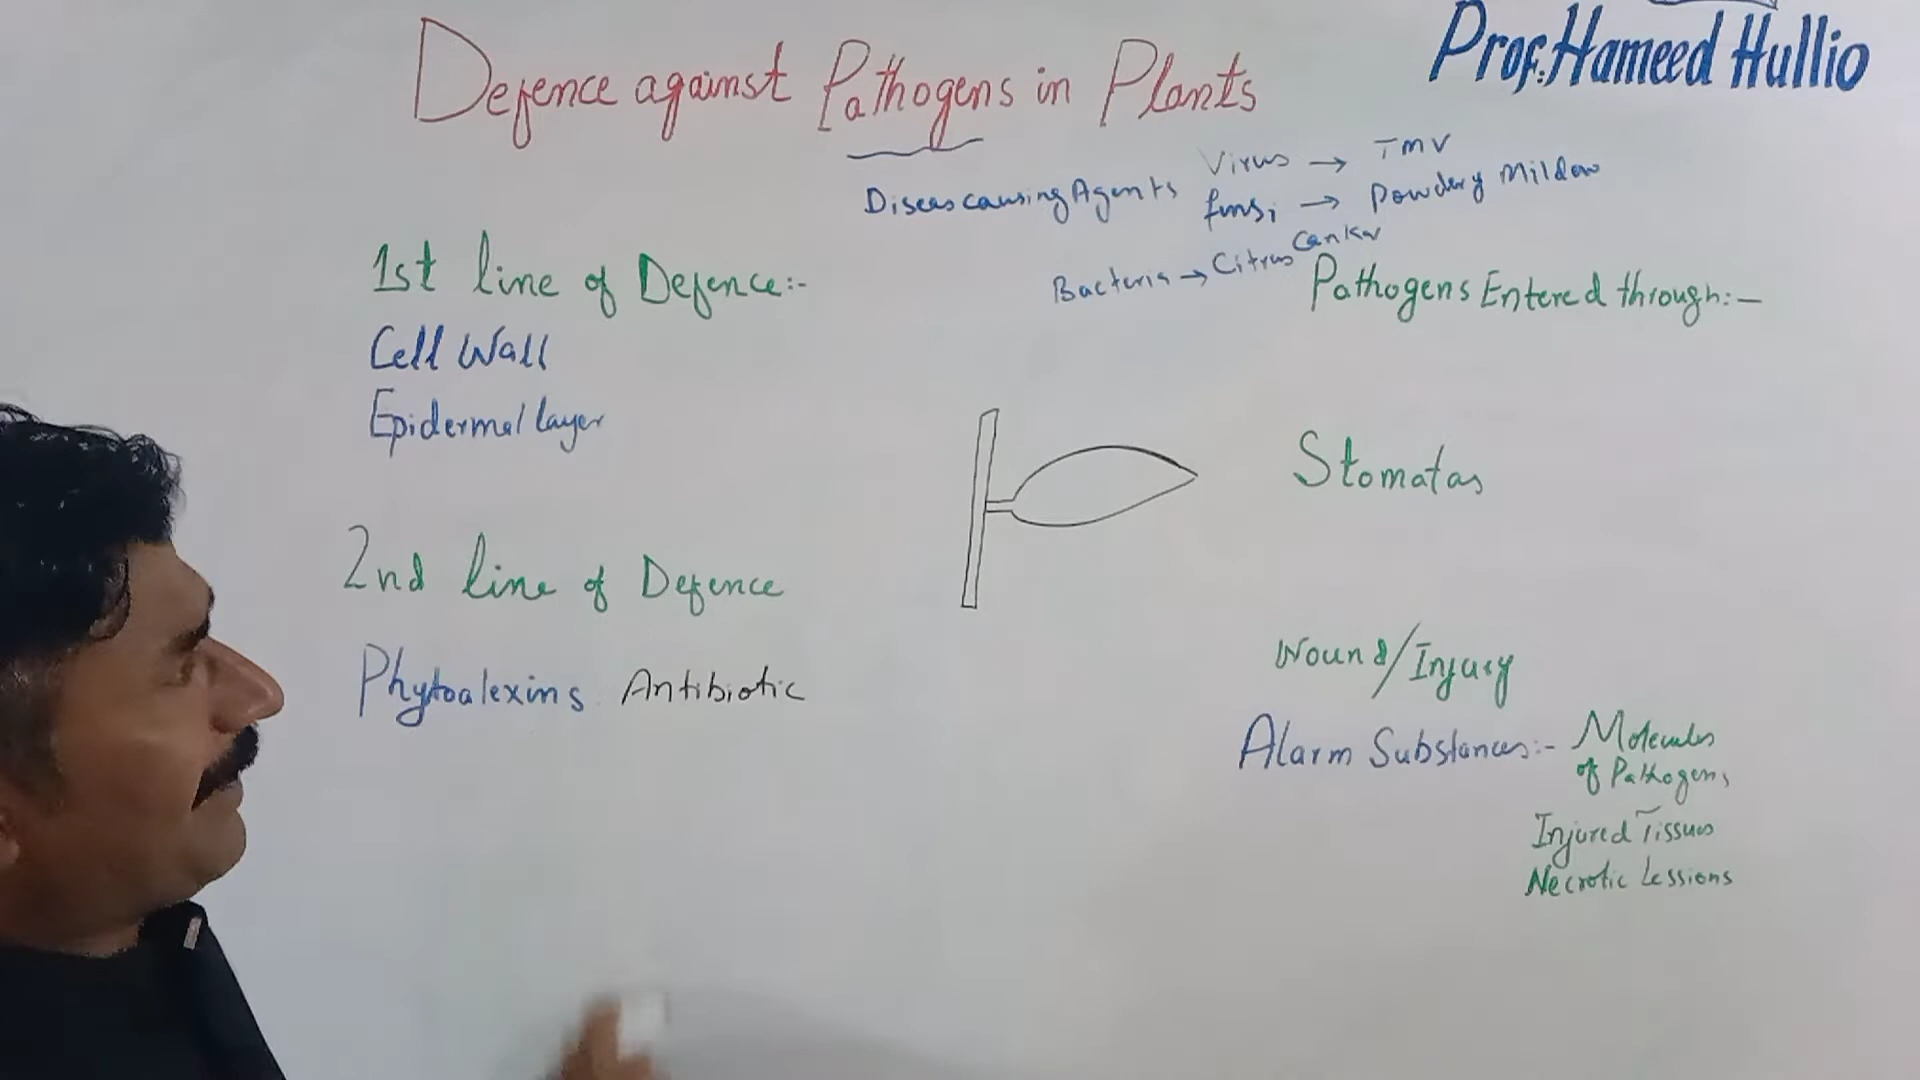 Defence against Pathogens in Plants
Prof. Hameed Hullio
Diseas causing Agents
Virus → TMV
fungi → Powdery Mildew
Bacteria → Citrus Canker
1st line of Defence:-
Cell Wall
Epidermal layer
2nd line of Defence
Phytoalexins Antibiotic
Pathogens Entered through:-
Stomatas
Wound/Injury
Alarm Substances:- Molecules
of Pathogens
Injured Tissues
Necrotic Lessions